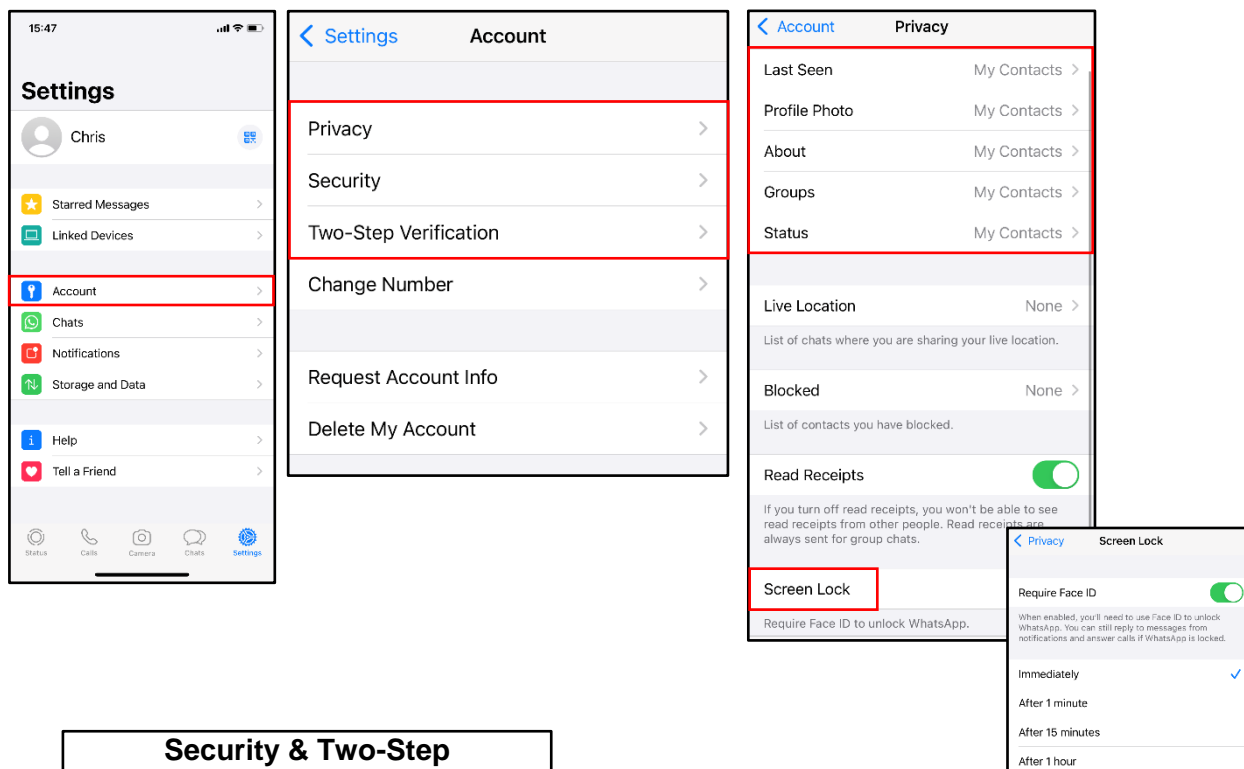 15:47
Settings
Chris
Starred Messages
Linked Devices
Account
Chats
Notifications
Storage and Data
i Help
Tell a Friend
Status Calls Camera Chats Settings
Settings Account
Privacy
Security
Two-Step Verification
Change Number
Request Account Info
Delete My Account
Account Privacy
Last Seen My Contacts
Profile Photo My Contacts
About My Contacts
Groups My Contacts
Status My Contacts
Live Location None
List of chats where you are sharing your live location.
Blocked None
List of contacts you have blocked.
Read Receipts
If you turn off read receipts, you won't be able to see
read receipts from other people. Read receipts are
always sent for group chats.
Screen Lock
Require Face ID to unlock WhatsApp.
Privacy Screen Lock
Require Face ID
When enabled, you'll need to use Face ID to unlock
WhatsApp. You can still reply to messages from
notifications and answer calls if WhatsApp is locked.
Immediately
After 1 minute
After 15 minutes
After 1 hour
Security & Two-Step